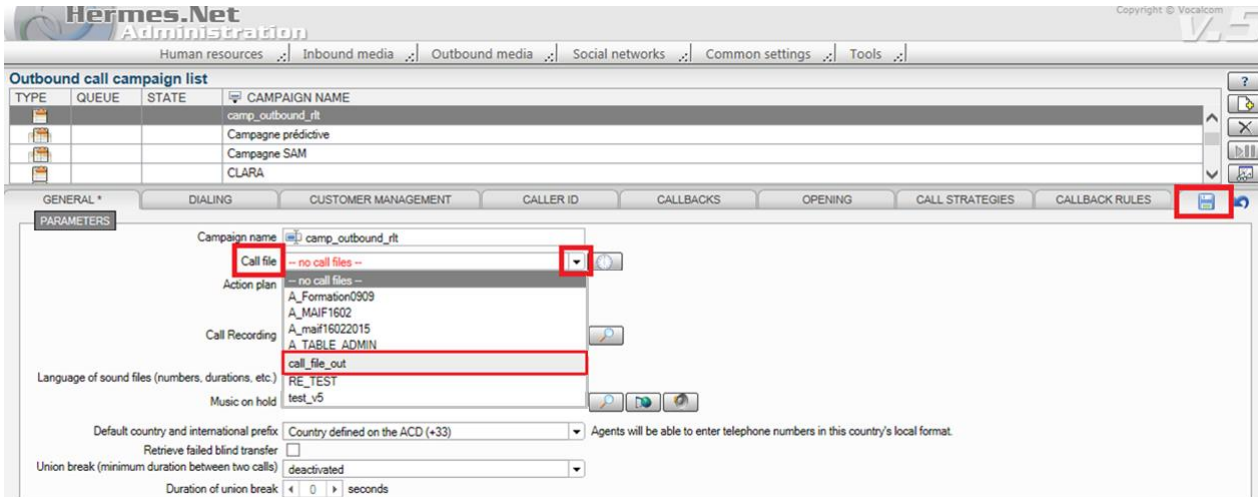 Hermes.Net
Administration
Copyright © Vocalcom
V.5
Human resources Inbound media Outbound media Social networks Common settings Tools
Outbound call campaign list
?
TYPE QUEUE STATE CAMPAIGN NAME
camp_outbound_rlt
Campagne prédictive
Campagne SAM
CLARA
GENERAL * DIALING CUSTOMER MANAGEMENT CALLER ID CALLBACKS OPENING CALL STRATEGIES CALLBACK RULES
PARAMETERS
Campaign name camp_outbound_rlt
Call file -- no call files --
Action plan -- no call files --
A_Formation0909
A_MAIF1602
Call Recording A_maif16022015
A_TABLE_ADMIN
call_file_out
Language of sound files (numbers, durations, etc.) RE_TEST
Music on hold test_v5
Default country and international prefix Country defined on the ACD (+33) Agents will be able to enter telephone numbers in this country's local format.
Retrieve failed blind transfer
Union break (minimum duration between two calls) deactivated
Duration of union break 0 seconds